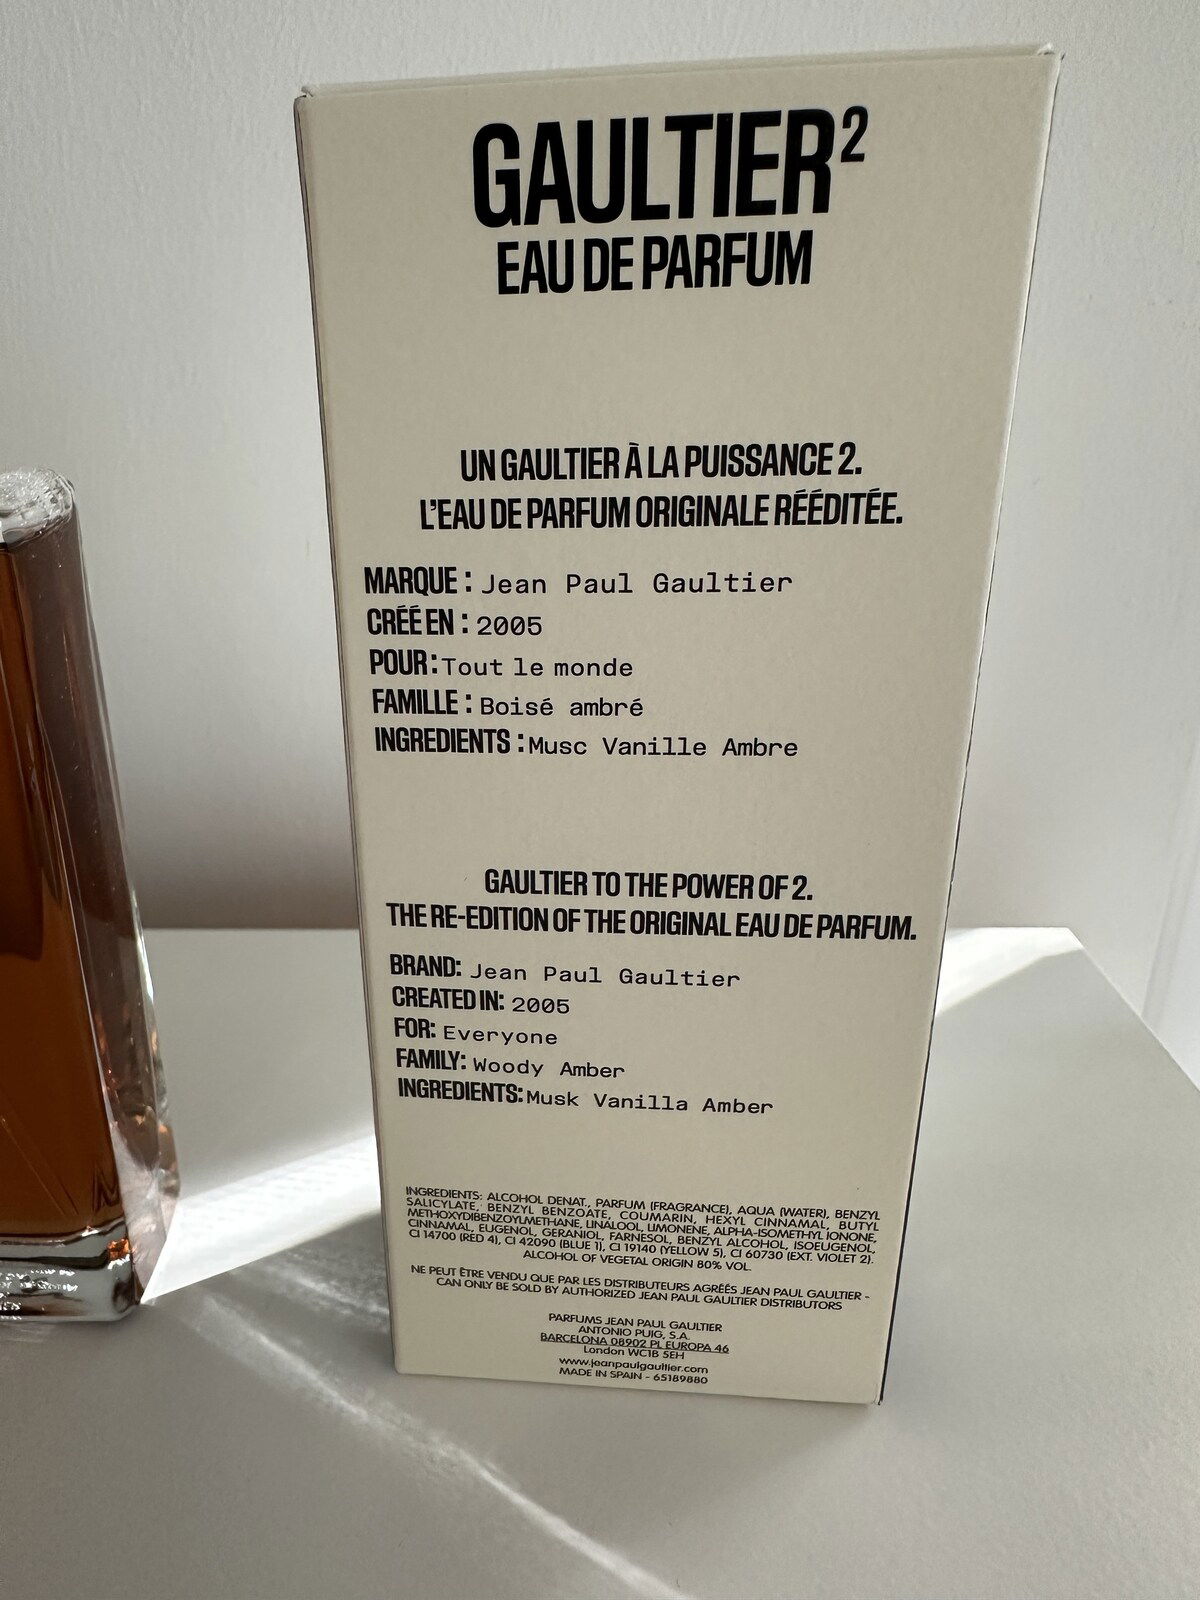 GAULTIER²
EAU DE PARFUM
UN GAULTIER À LA PUISSANCE 2.
L'EAU DE PARFUM ORIGINALE RÉÉDITÉE.
MARQUE : Jean Paul Gaultier
CRÉÉ EN : 2005
POUR : Tout le monde
FAMILLE : Boisé ambré
INGREDIENTS : Musc Vanille Ambre
GAULTIER TO THE POWER OF 2.
THE RE-EDITION OF THE ORIGINAL EAU DE PARFUM.
BRAND: Jean Paul Gaultier
CREATED IN: 2005
FOR: Everyone
FAMILY: Woody Amber
INGREDIENTS: Musk Vanilla Amber
INGREDIENTS: ALCOHOL DENAT., PARFUM (FRAGRANCE), AQUA (WATER), BENZYL
SALICYLATE, BENZYL BENZOATE, COUMARIN, HEXYL CINNAMAL, BUTYL
METHOXYDIBENZOYLMETHANE, LINALOOL, LIMONENE, ALPHA-ISOMETHYL IONONE,
CINNAMAL, EUGENOL, GERANIOL, FARNESOL, BENZYL ALCOHOL, ISOEUGENOL,
CI 14700 (RED 4), CI 42090 (BLUE 1), CI 19140 (YELLOW 5), CI 60730 (EXT. VIOLET 2).
ALCOHOL OF VEGETAL ORIGIN 80% VOL.
NE PEUT ÊTRE VENDU QUE PAR LES DISTRIBUTEURS AGRÉÉS JEAN PAUL GAULTIER -
CAN ONLY BE SOLD BY AUTHORIZED JEAN PAUL GAULTIER DISTRIBUTORS
PARFUMS JEAN PAUL GAULTIER
ANTONIO PUIG, S.A.
BARCELONA 08902 PL EUROPA 46
London WC1B 5EH
www.jeanpaulgaultier.com
MADE IN SPAIN - 65189880